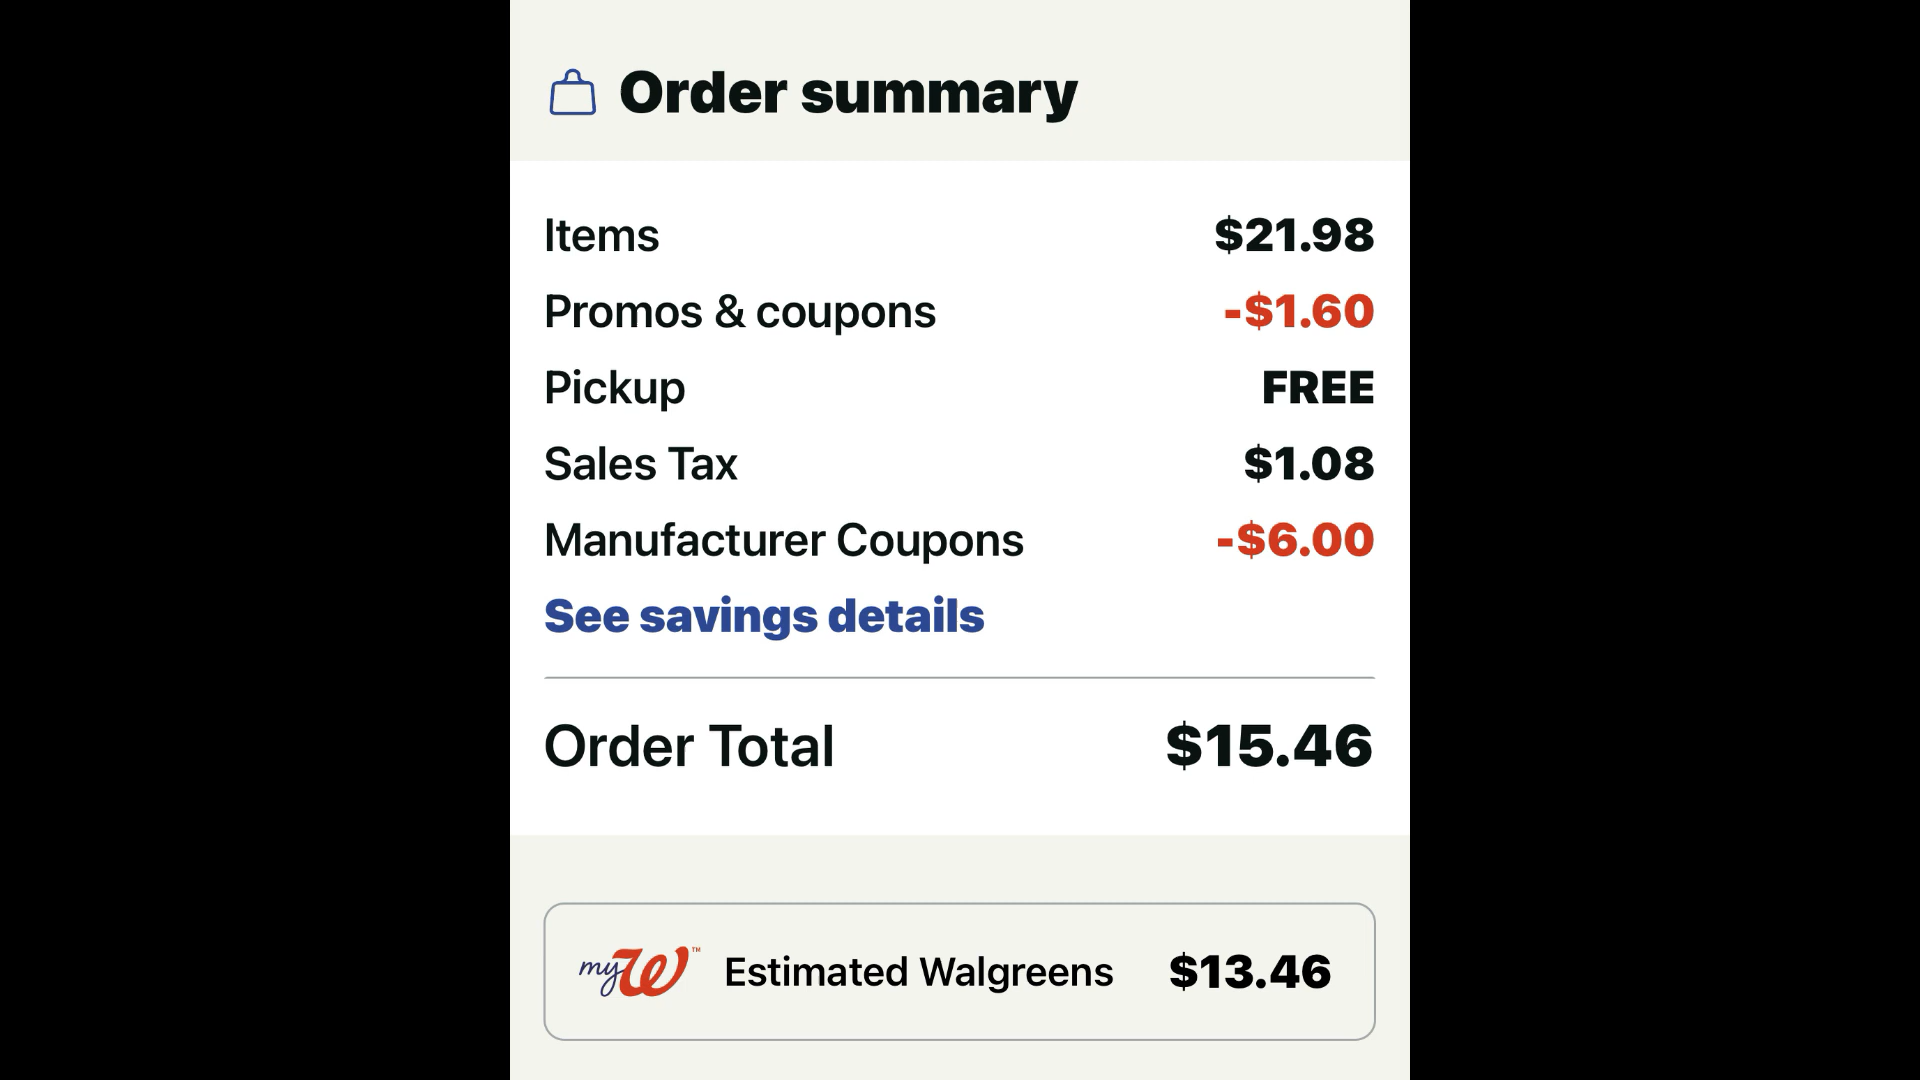 Order summary
Items $21.98
Promos & coupons -$1.60
Pickup FREE
Sales Tax $1.08
Manufacturer Coupons -$6.00
See savings details
Order Total $15.46
myW™ Estimated Walgreens $13.46